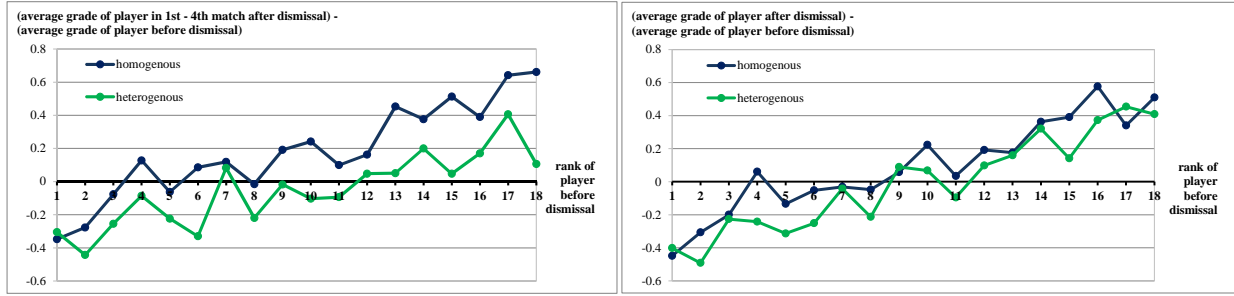 (average grade of player in 1st - 4th match after dismissal) -
(average grade of player before dismissal)
0.8
0.6
0.4
0.2
0
-0.2
-0.4
-0.6
homogenous
heterogenous
1 2 3 4 5 6 7 8 9 10 11 12 13 14 15 16 17 18
rank of
player
before
dismissal
(average grade of player after dismissal) -
(average grade of player before dismissal)
0.8
0.6
0.4
0.2
0
-0.2
-0.4
-0.6
homogenous
heterogenous
1 2 3 4 5 6 7 8 9 10 11 12 13 14 15 16 17 18
rank of
player
before
dismissal